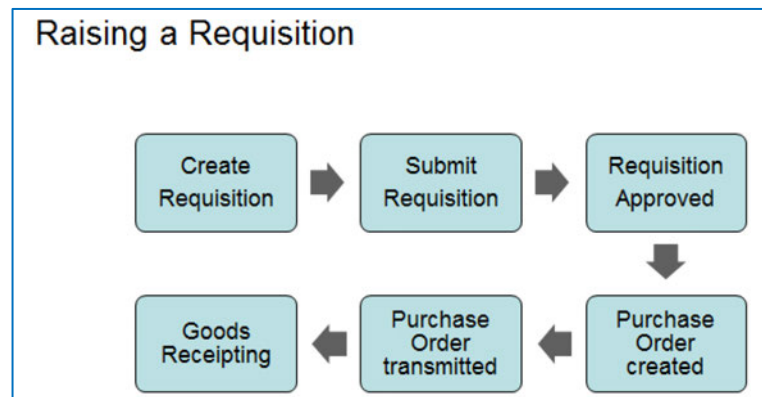 Raising a Requisition
Create
Requisition
Submit
Requisition
Requisition
Approved
Purchase
Order
created
Purchase
Order
transmitted
Goods
Receipting